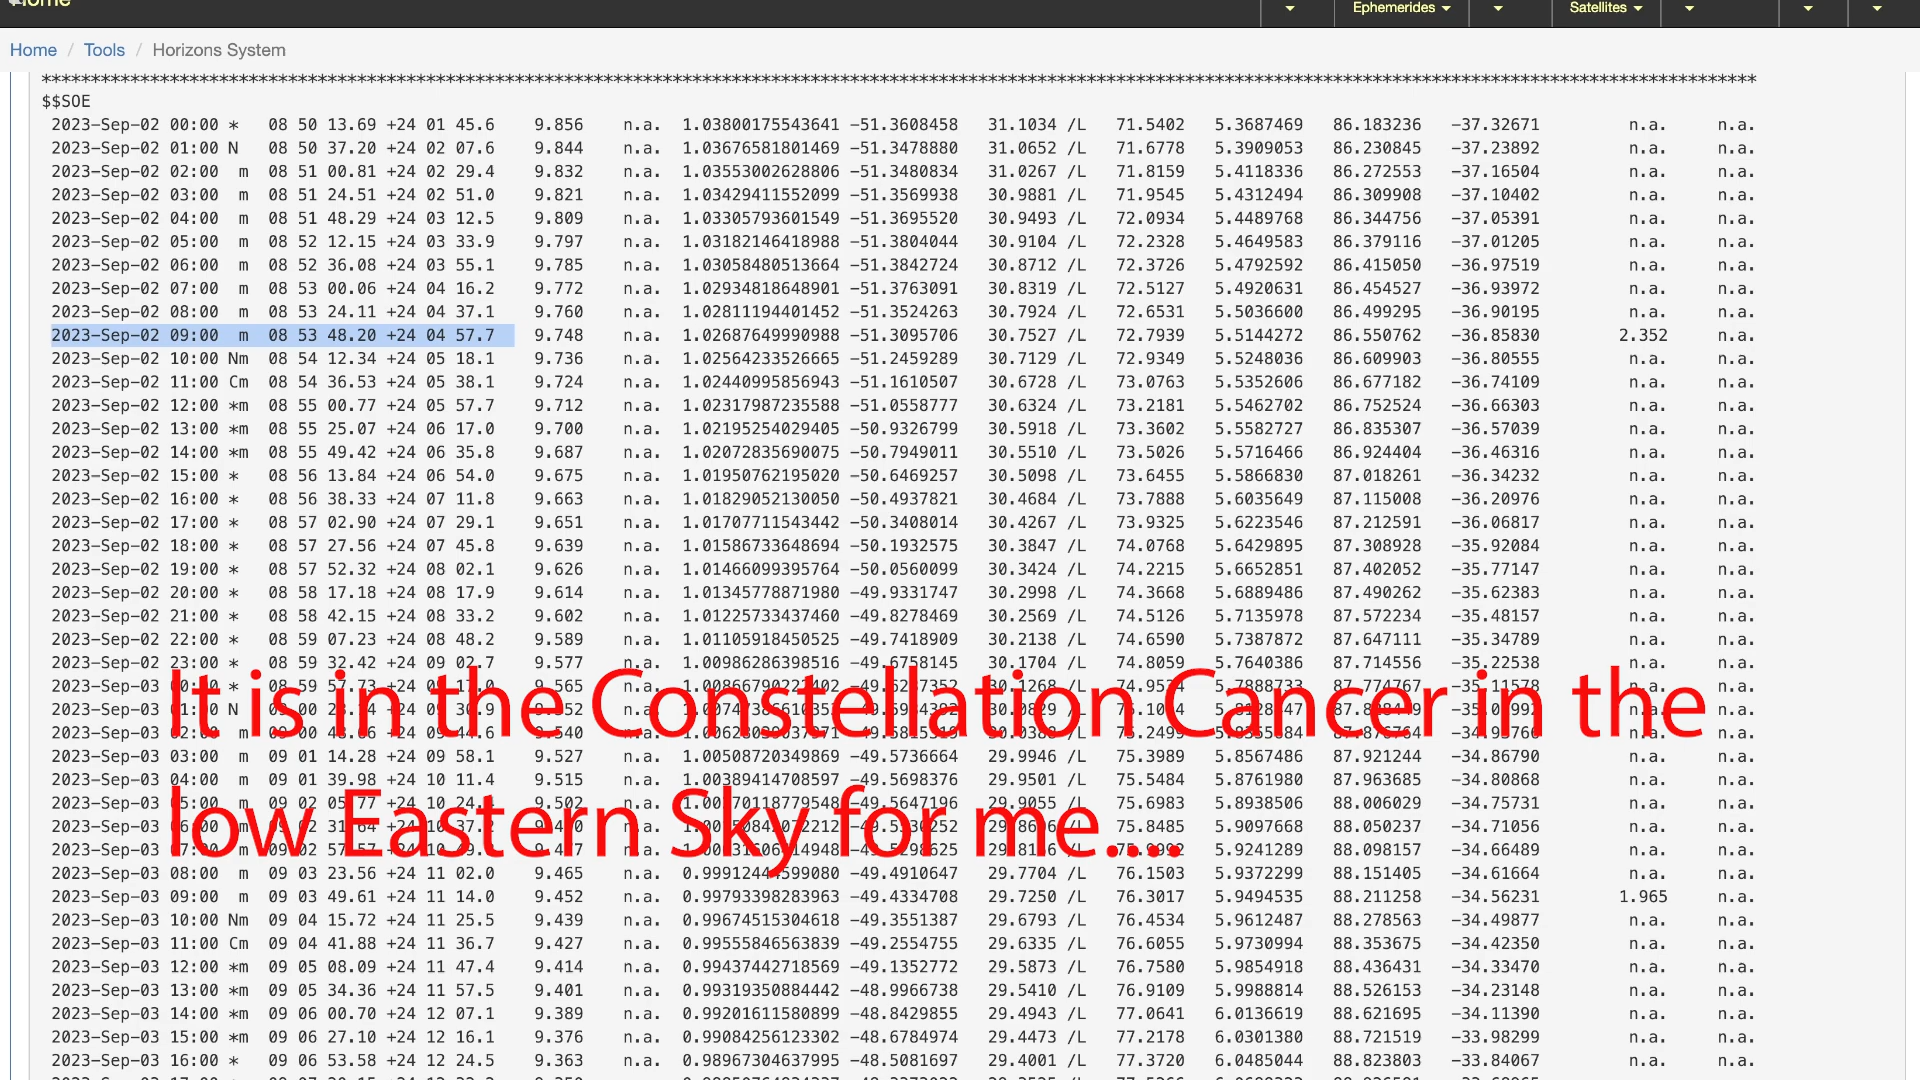 Home
Ephemerides Satellites
Home / Tools / Horizons System
****************************************************************************************************************************************************************************
$$SOE
2023-Sep-02 00:00 * 08 50 13.69 +24 01 45.6 9.856 n.a. 1.03800175543641 -51.3608458 31.1034 /L 71.5402 5.3687469 86.183236 -37.32671 n.a. n.a.
2023-Sep-02 01:00 N 08 50 37.20 +24 02 07.6 9.844 n.a. 1.03676581801469 -51.3478880 31.0652 /L 71.6778 5.3909053 86.230845 -37.23892 n.a. n.a.
2023-Sep-02 02:00 m 08 51 00.81 +24 02 29.4 9.832 n.a. 1.03553002628806 -51.3480834 31.0267 /L 71.8159 5.4118336 86.272553 -37.16504 n.a. n.a.
2023-Sep-02 03:00 m 08 51 24.51 +24 02 51.0 9.821 n.a. 1.03429411552099 -51.3569938 30.9881 /L 71.9545 5.4312494 86.309908 -37.10402 n.a. n.a.
2023-Sep-02 04:00 m 08 51 48.29 +24 03 12.5 9.809 n.a. 1.03305793601549 -51.3695520 30.9493 /L 72.0934 5.4489768 86.344756 -37.05391 n.a. n.a.
2023-Sep-02 05:00 m 08 52 12.15 +24 03 33.9 9.797 n.a. 1.03182146418988 -51.3804044 30.9104 /L 72.2328 5.4649583 86.379116 -37.01205 n.a. n.a.
2023-Sep-02 06:00 m 08 52 36.08 +24 03 55.1 9.785 n.a. 1.03058480513664 -51.3842724 30.8712 /L 72.3726 5.4792592 86.415050 -36.97519 n.a. n.a.
2023-Sep-02 07:00 m 08 53 00.06 +24 04 16.2 9.772 n.a. 1.02934818648901 -51.3763091 30.8319 /L 72.5127 5.4920631 86.454527 -36.93972 n.a. n.a.
2023-Sep-02 08:00 m 08 53 24.11 +24 04 37.1 9.760 n.a. 1.02811194401452 -51.3524263 30.7924 /L 72.6531 5.5036600 86.499295 -36.90195 n.a. n.a.
2023-Sep-02 09:00 m 08 53 48.20 +24 04 57.7 9.748 n.a. 1.02687649990988 -51.3095706 30.7527 /L 72.7939 5.5144272 86.550762 -36.85830 2.352 n.a.
2023-Sep-02 10:00 Nm 08 54 12.34 +24 05 18.1 9.736 n.a. 1.02564233526665 -51.2459289 30.7129 /L 72.9349 5.5248036 86.609903 -36.80555 n.a. n.a.
2023-Sep-02 11:00 Cm 08 54 36.53 +24 05 38.1 9.724 n.a. 1.02440995856943 -51.1610507 30.6728 /L 73.0763 5.5352606 86.677182 -36.74109 n.a. n.a.
2023-Sep-02 12:00 *m 08 55 00.77 +24 05 57.7 9.712 n.a. 1.02317987235588 -51.0558777 30.6324 /L 73.2181 5.5462702 86.752524 -36.66303 n.a. n.a.
2023-Sep-02 13:00 *m 08 55 25.07 +24 06 17.0 9.700 n.a. 1.02195254029405 -50.9326799 30.5918 /L 73.3602 5.5582727 86.835307 -36.57039 n.a. n.a.
2023-Sep-02 14:00 *m 08 55 49.42 +24 06 35.8 9.687 n.a. 1.02072835690075 -50.7949011 30.5510 /L 73.5026 5.5716466 86.924404 -36.46316 n.a. n.a.
2023-Sep-02 15:00 * 08 56 13.84 +24 06 54.0 9.675 n.a. 1.01950762195020 -50.6469257 30.5098 /L 73.6455 5.5866830 87.018261 -36.34232 n.a. n.a.
2023-Sep-02 16:00 * 08 56 38.33 +24 07 11.8 9.663 n.a. 1.01829052130050 -50.4937821 30.4684 /L 73.7888 5.6035649 87.115008 -36.20976 n.a. n.a.
2023-Sep-02 17:00 * 08 57 02.90 +24 07 29.1 9.651 n.a. 1.01707711543442 -50.3408014 30.4267 /L 73.9325 5.6223546 87.212591 -36.06817 n.a. n.a.
2023-Sep-02 18:00 * 08 57 27.56 +24 07 45.8 9.639 n.a. 1.01586733648694 -50.1932575 30.3847 /L 74.0768 5.6429895 87.308928 -35.92084 n.a. n.a.
2023-Sep-02 19:00 * 08 57 52.32 +24 08 02.1 9.626 n.a. 1.01466099395764 -50.0560099 30.3424 /L 74.2215 5.6652851 87.402052 -35.77147 n.a. n.a.
2023-Sep-02 20:00 * 08 58 17.18 +24 08 17.9 9.614 n.a. 1.01345778871980 -49.9331747 30.2998 /L 74.3668 5.6889486 87.490262 -35.62383 n.a. n.a.
2023-Sep-02 21:00 * 08 58 42.15 +24 08 33.2 9.602 n.a. 1.01225733437460 -49.8278469 30.2569 /L 74.5126 5.7135978 87.572234 -35.48157 n.a. n.a.
2023-Sep-02 22:00 * 08 59 07.23 +24 08 48.2 9.589 n.a. 1.01105918450525 -49.7418909 30.2138 /L 74.6590 5.7387872 87.647111 -35.34789 n.a. n.a.
2023-Sep-02 23:00 * 08 59 32.42 +24 09 02.7 9.577 n.a. 1.00986286398516 -49.6758145 30.1704 /L 74.8059 5.7640386 87.714556 -35.22538 n.a. n.a.
It is in the Constellation Cancer in the
2023-Sep-03 * 9.565 n.a. /L n.a. n.a.
2023-Sep-03 N n.a. /L n.a. n.a.
2023-Sep-03 m 9.540 n.a. n.a. n.a.
2023-Sep-03 03:00 m 09 01 14.28 +24 09 58.1 9.527 n.a. 1.00508720349869 -49.5736664 29.9946 /L 75.3989 5.8567486 87.921244 -34.86790 n.a. n.a.
2023-Sep-03 04:00 m 09 01 39.98 +24 10 11.4 9.515 n.a. 1.00389414708597 -49.5698376 29.9501 /L 75.5484 5.8761980 87.963685 -34.80868 n.a. n.a.
low Eastern Sky for me....
2023-Sep-03 m 09 02 +24 10 9.502 n.a. 29.9055 /L 75.6983 5.8938506 88.006029 -34.75731 n.a. n.a.
2023-Sep-03 n.a. /L 75.8485 5.9097668 88.050237 -34.71056 n.a. n.a.
2023-Sep-03 n.a. /L 5.9241289 88.098157 -34.66489 n.a. n.a.
2023-Sep-03 08:00 m 09 03 23.56 +24 11 02.0 9.465 n.a. -49.4910647 29.7704 /L 76.1503 5.9372299 88.151405 -34.61664 n.a. n.a.
2023-Sep-03 09:00 m 09 03 49.61 +24 11 14.0 9.452 n.a. 0.99793398283963 -49.4334708 29.7250 /L 76.3017 5.9494535 88.211258 -34.56231 1.965 n.a.
2023-Sep-03 10:00 Nm 09 04 15.72 +24 11 25.5 9.439 n.a. 0.99674515304618 -49.3551387 29.6793 /L 76.4534 5.9612487 88.278563 -34.49877 n.a. n.a.
2023-Sep-03 11:00 Cm 09 04 41.88 +24 11 36.7 9.427 n.a. 0.99555846563839 -49.2554755 29.6335 /L 76.6055 5.9730994 88.353675 -34.42350 n.a. n.a.
2023-Sep-03 12:00 *m 09 05 08.09 +24 11 47.4 9.414 n.a. 0.99437442718569 -49.1352772 29.5873 /L 76.7580 5.9854918 88.436431 -34.33470 n.a. n.a.
2023-Sep-03 13:00 *m 09 05 34.36 +24 11 57.5 9.401 n.a. 0.99319350884442 -48.9966738 29.5410 /L 76.9109 5.9988814 88.526153 -34.23148 n.a. n.a.
2023-Sep-03 14:00 *m 09 06 00.70 +24 12 07.1 9.389 n.a. 0.99201611580899 -48.8429855 29.4943 /L 77.0641 6.0136619 88.621695 -34.11390 n.a. n.a.
2023-Sep-03 15:00 *m 09 06 27.10 +24 12 16.1 9.376 n.a. 0.99084256123302 -48.6784974 29.4473 /L 77.2178 6.0301380 88.721519 -33.98299 n.a. n.a.
2023-Sep-03 16:00 * 09 06 53.58 +24 12 24.5 9.363 n.a. 0.98967304637995 -48.5081697 29.4001 /L 77.3720 6.0485044 88.823803 -33.84067 n.a. n.a.